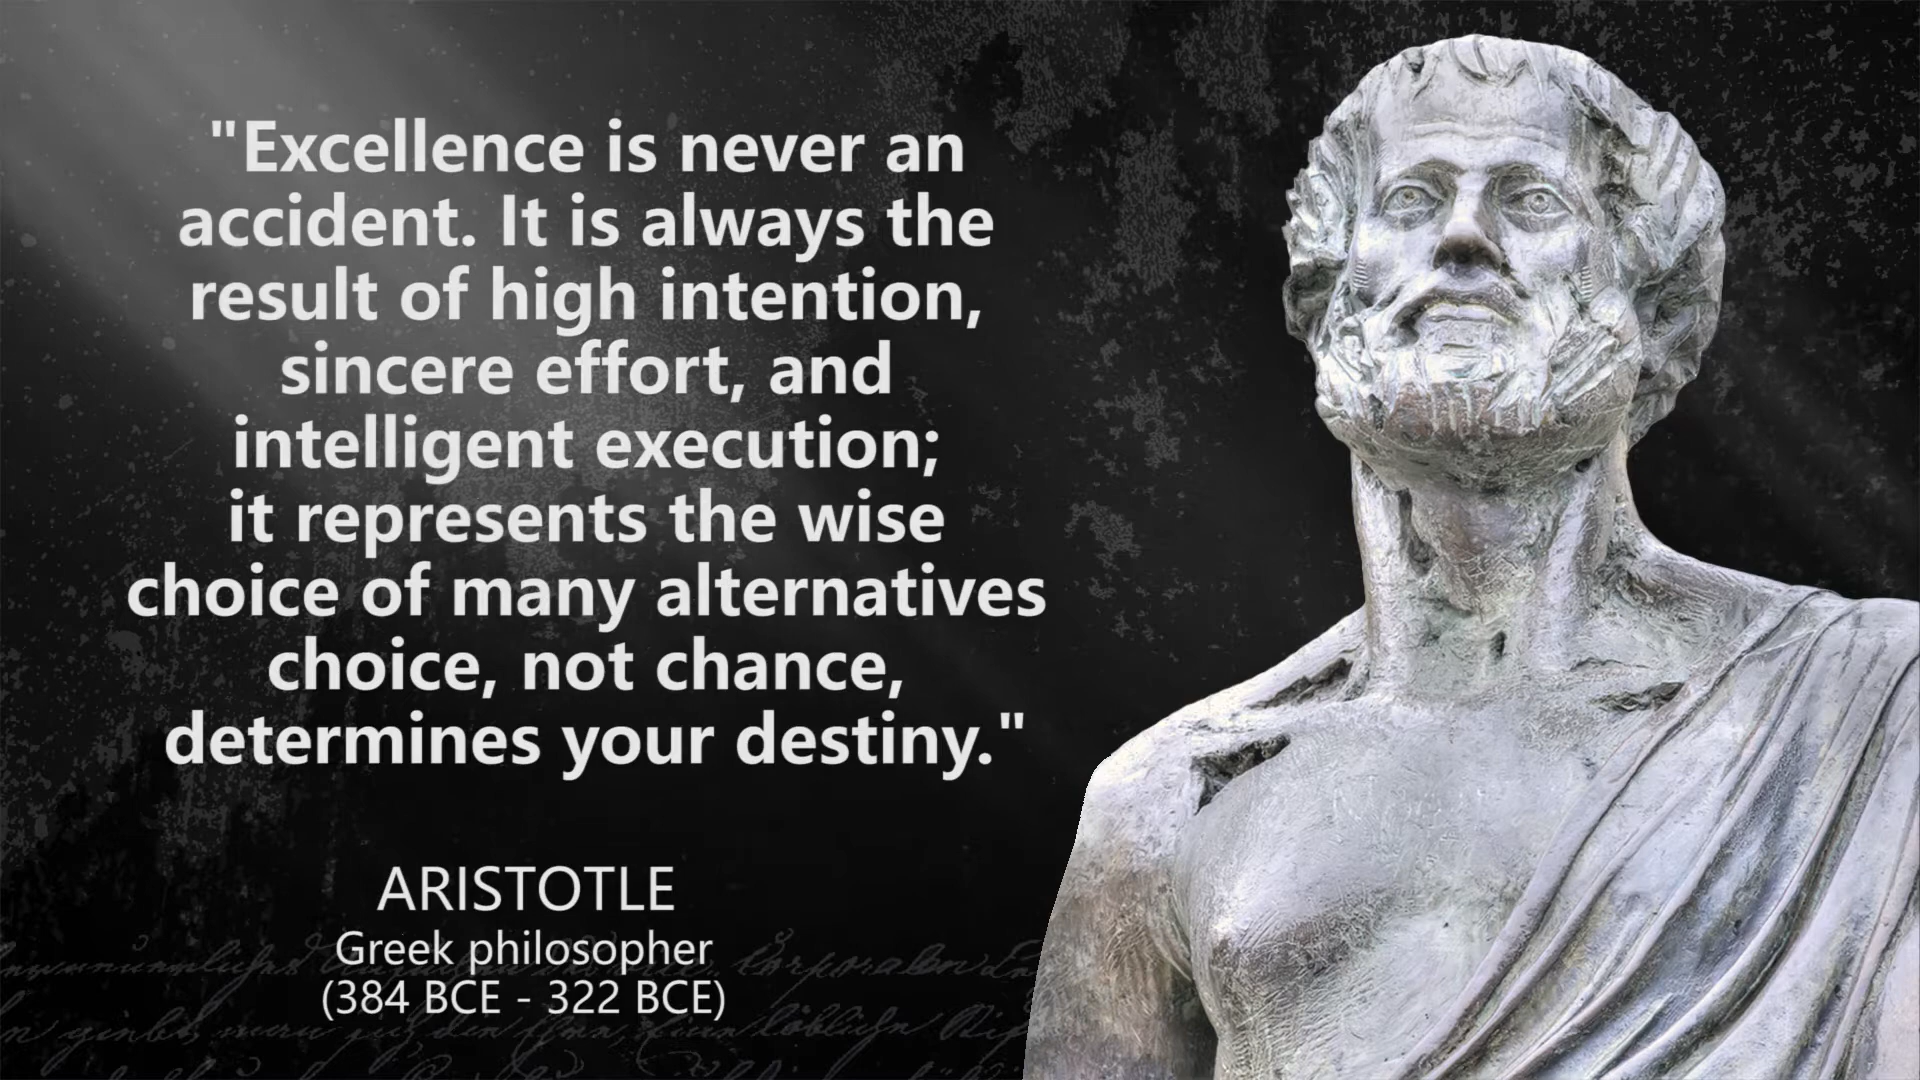 "Excellence is never an
accident. It is always the
result of high intention,
sincere effort, and
intelligent execution;
it represents the wise
choice of many alternatives
choice, not chance,
determines your destiny."
ARISTOTLE
Greek philosopher
(384 BCE - 322 BCE)